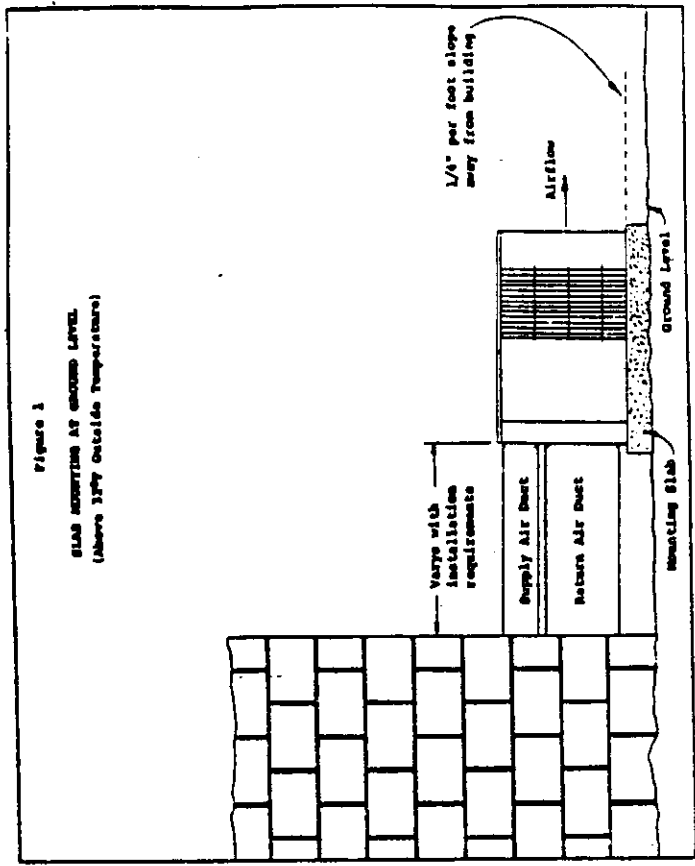 Figure 1
SLAB MOUNTING AT GROUND LEVEL
(Above Outside Temperature)
Varys with
installation
requirements
Supply Air Duct
Return Air Duct
Mounting Slab
Ground Level
Airflow
1/4" per foot slope
away from building